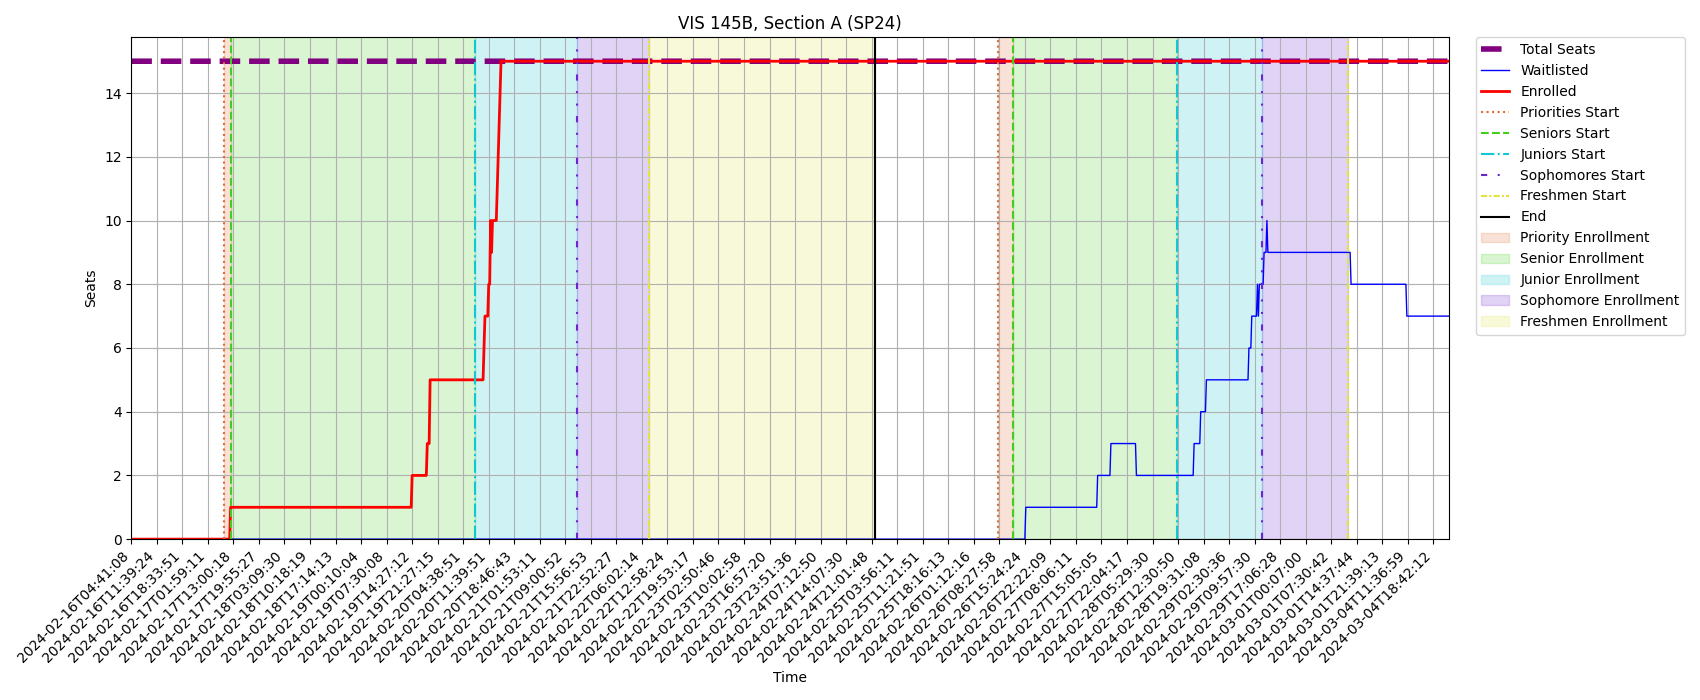 VIS 145B, Section A (SP24)
Seats
14
12
10
8
6
4
2
0
2024-02-16T04:41:08
2024-02-16T11:39:24
2024-02-16T18:33:51
2024-02-17T01:59:11
2024-02-17T13:00:18
2024-02-17T19:55:27
2024-02-18T03:09:30
2024-02-18T10:18:19
2024-02-18T17:14:13
2024-02-19T00:10:04
2024-02-19T07:30:08
2024-02-19T14:27:12
2024-02-19T21:27:15
2024-02-20T04:38:51
2024-02-20T11:39:51
2024-02-20T18:46:43
2024-02-21T01:53:11
2024-02-21T09:00:52
2024-02-21T15:56:53
2024-02-21T22:52:27
2024-02-22T06:02:14
2024-02-22T12:58:24
2024-02-22T19:53:17
2024-02-23T02:50:46
2024-02-23T10:02:58
2024-02-23T16:57:20
2024-02-23T23:51:36
2024-02-24T07:12:50
2024-02-24T14:07:30
2024-02-24T21:01:48
2024-02-25T03:56:11
2024-02-25T11:21:51
2024-02-25T18:16:13
2024-02-26T01:12:16
2024-02-26T08:27:58
2024-02-26T15:24:24
2024-02-26T22:22:09
2024-02-27T08:06:11
2024-02-27T15:05:05
2024-02-27T22:04:17
2024-02-28T05:29:30
2024-02-28T12:30:50
2024-02-28T19:31:08
2024-02-29T02:30:36
2024-02-29T09:57:30
2024-02-29T17:06:28
2024-03-01T00:07:00
2024-03-01T07:30:42
2024-03-01T14:37:44
2024-03-01T21:39:13
2024-03-04T11:36:59
2024-03-04T18:42:12
Time
Total Seats
Waitlisted
Enrolled
Priorities Start
Seniors Start
Juniors Start
Sophomores Start
Freshmen Start
End
Priority Enrollment
Senior Enrollment
Junior Enrollment
Sophomore Enrollment
Freshmen Enrollment